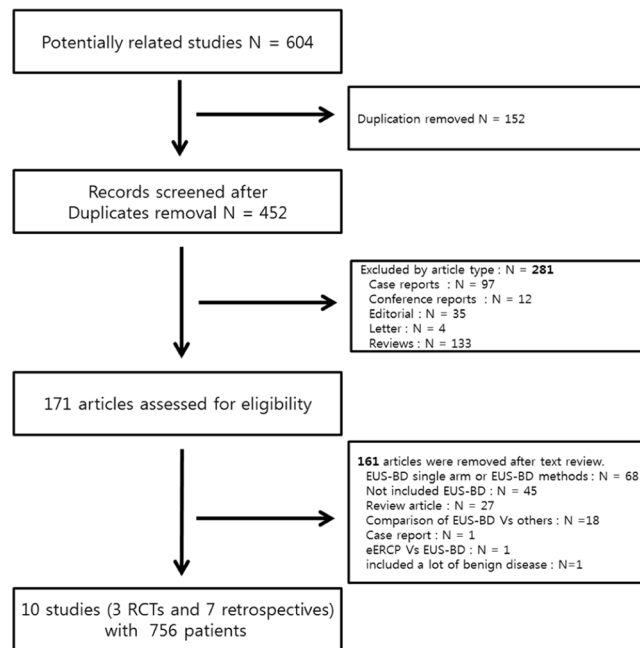 Potentially related studies N = 604
Duplication removed N = 152
Records screened after
Duplicates removal N = 452
Excluded by article type : N = 281
Case reports : N = 97
Conference reports : N = 12
Editorial : N = 35
Letter : N = 4
Reviews : N = 133
171 articles assessed for eligibility
161 articles were removed after text review.
EUS-BD single arm or EUS-BD methods : N = 68
Not included EUS-BD : N = 45
Review article : N = 27
Comparison of EUS-BD Vs others : N =18
Case report : N = 1
eERCP Vs EUS-BD : N = 1
included a lot of benign disease : N=1
10 studies (3 RCTs and 7 retrospectives)
with 756 patients